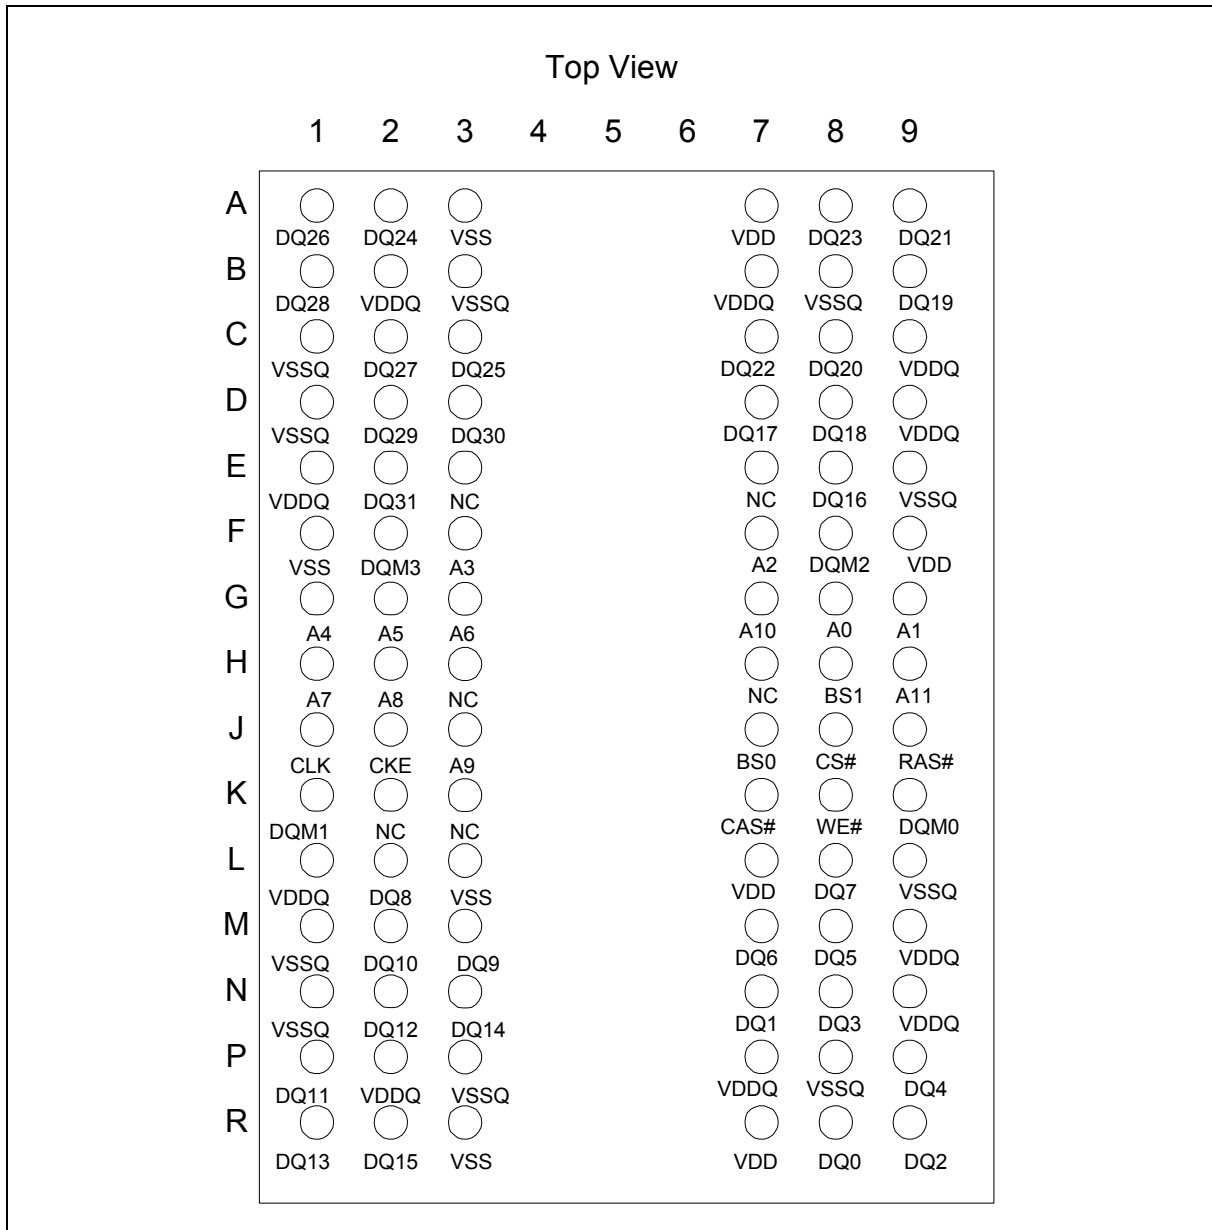 Top View
1 2 3 4 5 6 7 8 9
A
DQ26 DQ24 VSS VDD DQ23 DQ21
B
DQ28 VDDQ VSSQ VDDQ VSSQ DQ19
C
VSSQ DQ27 DQ25 DQ22 DQ20 VDDQ
D
VSSQ DQ29 DQ30 DQ17 DQ18 VDDQ
E
VDDQ DQ31 NC NC DQ16 VSSQ
F
VSS DQM3 A3 A2 DQM2 VDD
G
A4 A5 A6 A10 A0 A1
H
A7 A8 NC NC BS1 A11
J
CLK CKE A9 BS0 CS# RAS#
K
DQM1 NC NC CAS# WE# DQM0
L
VDDQ DQ8 VSS VDD DQ7 VSSQ
M
VSSQ DQ10 DQ9 DQ6 DQ5 VDDQ
N
VSSQ DQ12 DQ14 DQ1 DQ3 VDDQ
P
DQ11 VDDQ VSSQ VDDQ VSSQ DQ4
R
DQ13 DQ15 VSS VDD DQ0 DQ2